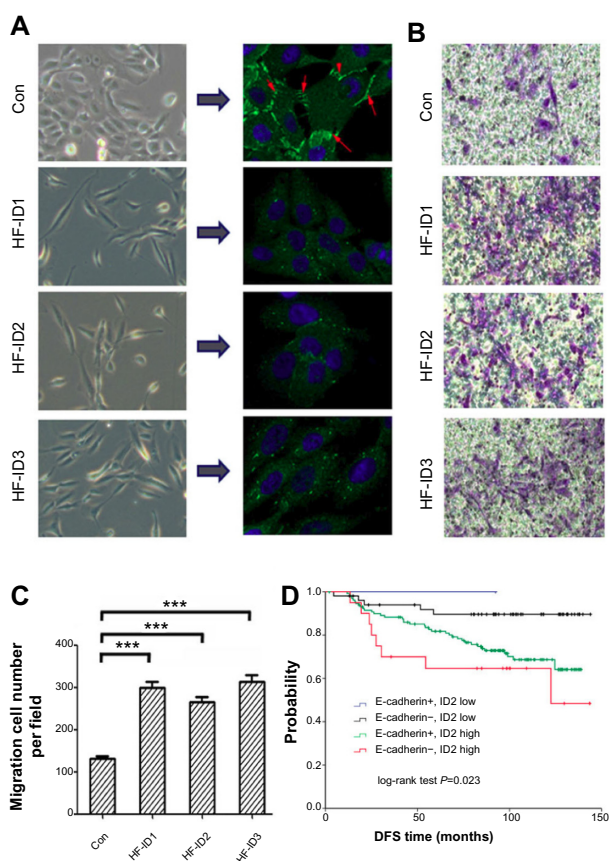 A
B
Con
HF-ID1
HF-ID2
HF-ID3
Con
HF-ID1
HF-ID2
HF-ID3
C
Migration cell number
per field
400
300
200
100
0
***
***
***
Con
HF-ID1
HF-ID2
HF-ID3
D
Probability
1.0
0.8
0.6
0.4
0.2
0.0
E-cadherin+, ID2 low
E-cadherin−, ID2 low
E-cadherin+, ID2 high
E-cadherin−, ID2 high
log-rank test P=0.023
0
50
100
150
DFS time (months)